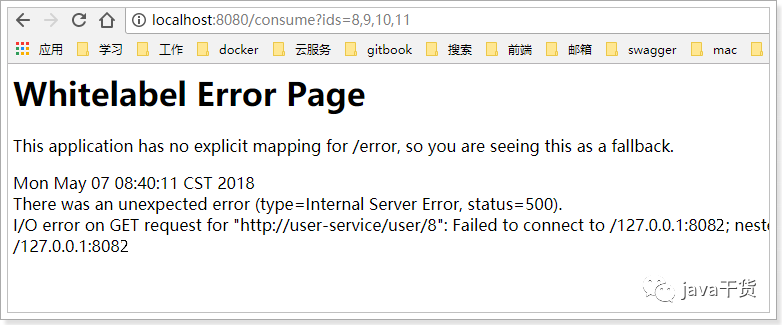 localhost:8080/consume?ids=8,9,10,11
应用 学习 工作 docker 云服务 gitbook 搜索 前端 邮箱 swagger mac
Whitelabel Error Page
This application has no explicit mapping for /error, so you are seeing this as a fallback.
Mon May 07 08:40:11 CST 2018
There was an unexpected error (type=Internal Server Error, status=500).
I/O error on GET request for "http://user-service/user/8": Failed to connect to /127.0.0.1:8082; neste
/127.0.0.1:8082
java干货